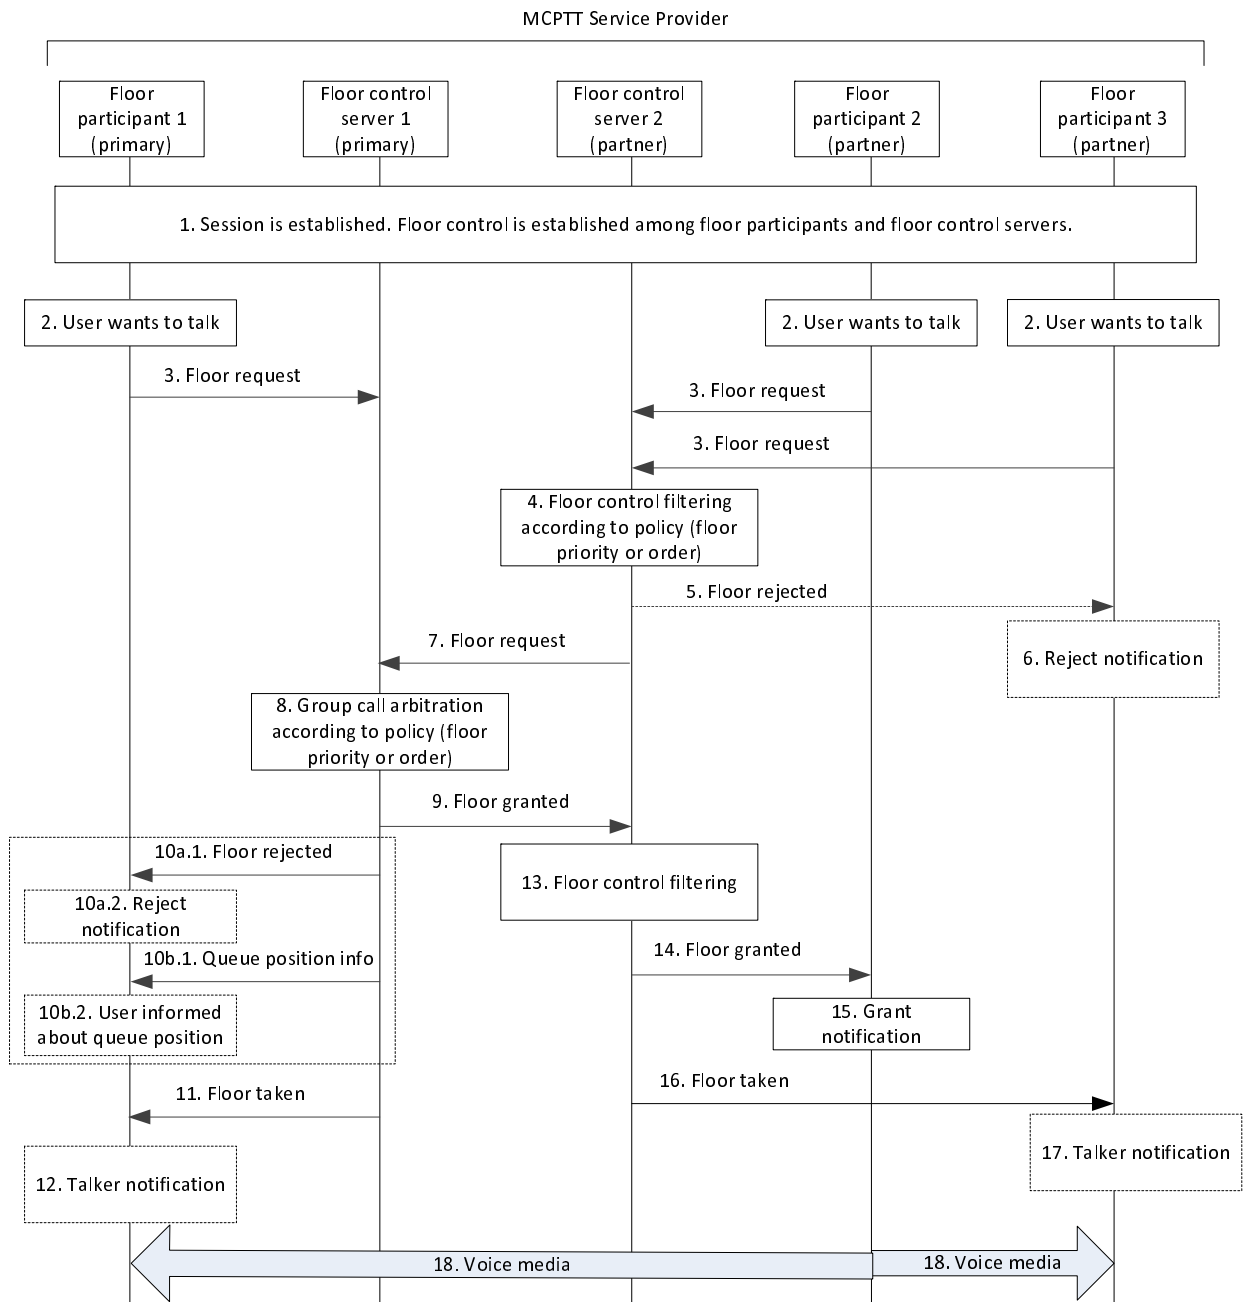 MCPTT Service Provider
Floor
participant 1
(primary)
Floor control
server 1
(primary)
Floor control
server 2
(partner)
Floor
participant 2
(partner)
Floor
participant 3
(partner)
1. Session is established. Floor control is established among floor participants and floor control servers.
2. User wants to talk
2. User wants to talk
2. User wants to talk
3. Floor request
3. Floor request
3. Floor request
4. Floor control filtering
according to policy (floor
priority or order)
5. Floor rejected
6. Reject notification
7. Floor request
8. Group call arbitration
according to policy (floor
priority or order)
9. Floor granted
10a.1. Floor rejected
10a.2. Reject
notification
10b.1. Queue position info
10b.2. User informed
about queue position
11. Floor taken
12. Talker notification
13. Floor control filtering
14. Floor granted
15. Grant
notification
16. Floor taken
17. Talker notification
18. Voice media
18. Voice media